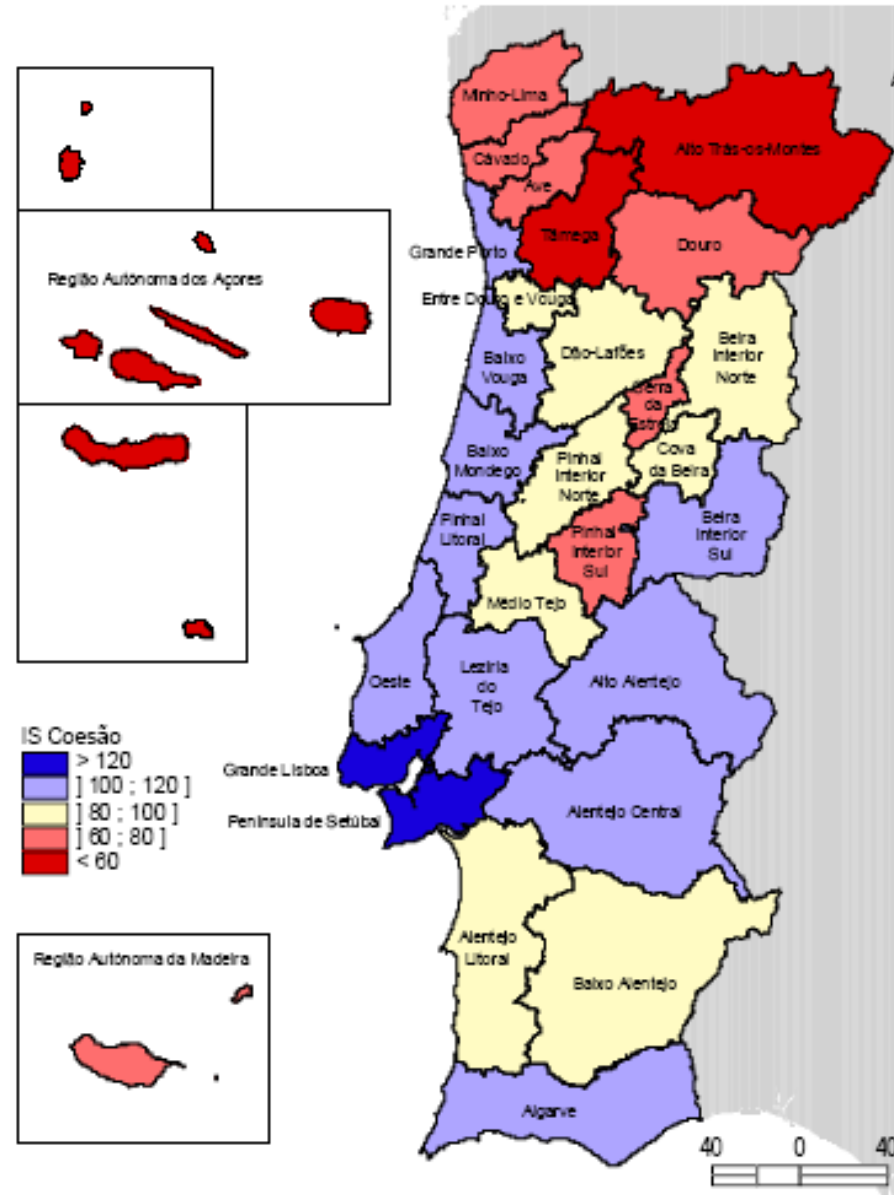 Minho-Lima
Cávado
Ave
Alto Trás-os-Montes
Grande Porto
Tâmega
Douro
Região Autónoma dos Açores
Entre Douro e Vouga
Baixo
Vouga
Dão-Lafões
Beira
Interior
Norte
Serra
da
Estrela
Baixo
Mondego
Pinhal
Interior
Norte
Cova
da Beira
Pinhal
Litoral
Pinhal
Interior
Sul
Beira
Interior
Sul
Médio Tejo
Oeste
Lezíria
do
Tejo
Alto Alentejo
IS Coesão
> 120
] 100 ; 120 ]
] 80 ; 100 ]
] 60 ; 80 ]
< 60
Grande Lisboa
Península de Setúbal
Alentejo Central
Alentejo
Litoral
Baixo Alentejo
Região Autónoma da Madeira
Algarve
40 0 40